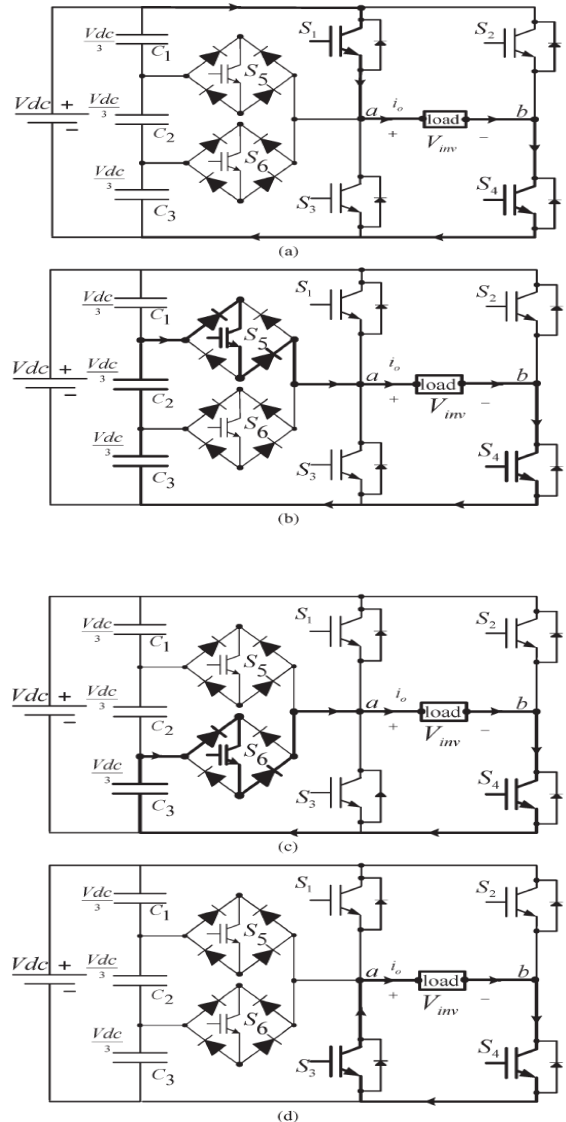 Vdc/3 C1 S1 S2
S5
Vdc + − Vdc/3 C2 a io load b
+ Vinv −
S6
Vdc/3 C3 S3 S4
(a)
Vdc/3 C1 S1 S2
S5
Vdc + − Vdc/3 C2 a io load b
+ Vinv −
S6
Vdc/3 C3 S3 S4
(b)
Vdc/3 C1 S1 S2
S5
Vdc + − Vdc/3 C2 a io load b
+ Vinv −
S6
Vdc/3 C3 S3 S4
(c)
Vdc/3 C1 S1 S2
S5
Vdc + − Vdc/3 C2 a io load b
+ Vinv −
S6
Vdc/3 C3 S3 S4
(d)